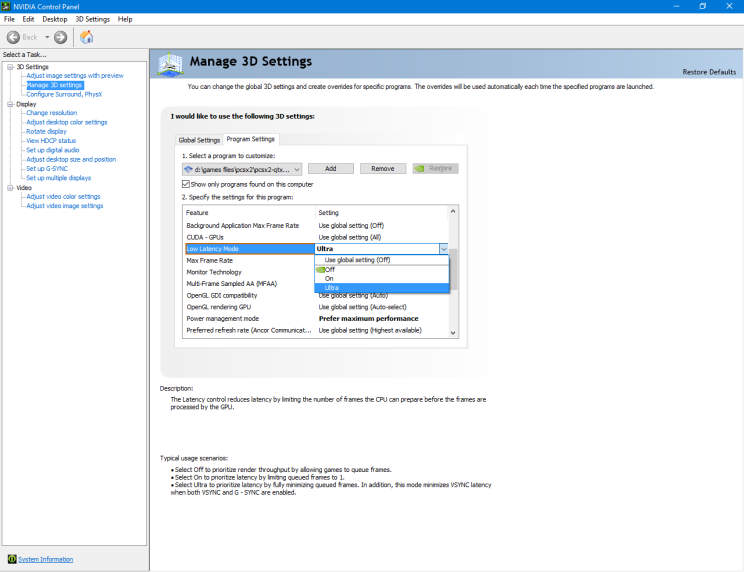 NVIDIA Control Panel
File Edit Desktop 3D Settings Help
Back
Select a Task...
3D Settings
Adjust image settings with preview
Manage 3D settings
Configure Surround, PhysX
Display
Change resolution
Adjust desktop color settings
Rotate display
View HDCP status
Set up digital audio
Adjust desktop size and position
Set up G-SYNC
Set up multiple displays
Video
Adjust video color settings
Adjust video image settings
System Information
Manage 3D Settings
Restore Defaults
You can change the global 3D settings and create overrides for specific programs. The overrides will be used automatically each time the specified programs are launched.
I would like to use the following 3D settings:
Global Settings Program Settings
1. Select a program to customize:
d:\games files\pcsx2\pcsx2-qtx... Add Remove Restore
Show only programs found on this computer
2. Specify the settings for this program:
Feature Setting
Background Application Max Frame Rate Use global setting (Off)
CUDA - GPUs Use global setting (All)
Low Latency Mode Ultra
Max Frame Rate Use global setting (Off)
Monitor Technology Off
Multi-Frame Sampled AA (MFAA) On
Ultra
OpenGL GDI compatibility Use global setting (Auto)
OpenGL rendering GPU Use global setting (Auto-select)
Power management mode Prefer maximum performance
Preferred refresh rate (Ancor Communicat... Use global setting (Highest available)
Description:
The Latency control reduces latency by limiting the number of frames the CPU can prepare before the frames are
processed by the GPU.
Typical usage scenarios:
• Select Off to prioritize render throughput by allowing games to queue frames.
• Select On to prioritize latency by limiting queued frames to 1.
• Select Ultra to prioritize latency by fully minimizing queued frames. In addition, this mode minimizes VSYNC latency
when both VSYNC and G - SYNC are enabled.